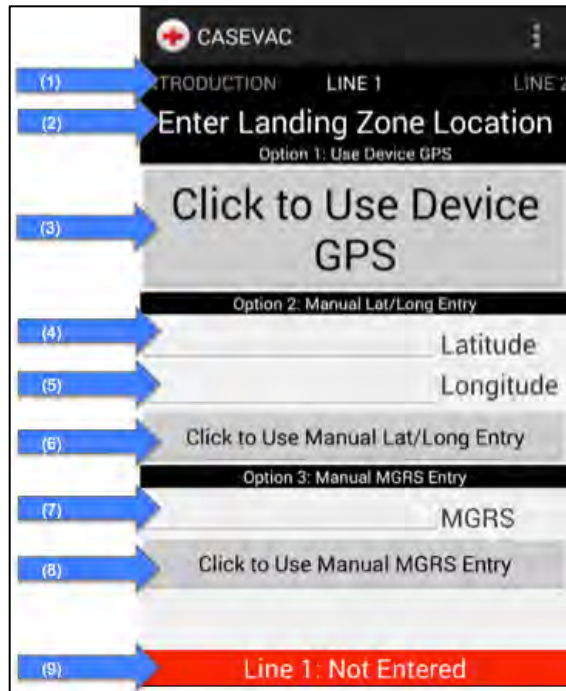 CASEVAC
(1)
NTRODUCTION LINE 1 LINE 2
(2)
Enter Landing Zone Location
Option 1: Use Device GPS
(3)
Click to Use Device
GPS
Option 2: Manual Lat/Long Entry
(4)
Latitude
(5)
Longitude
(6)
Click to Use Manual Lat/Long Entry
Option 3: Manual MGRS Entry
(7)
MGRS
(8)
Click to Use Manual MGRS Entry
(9)
Line 1: Not Entered